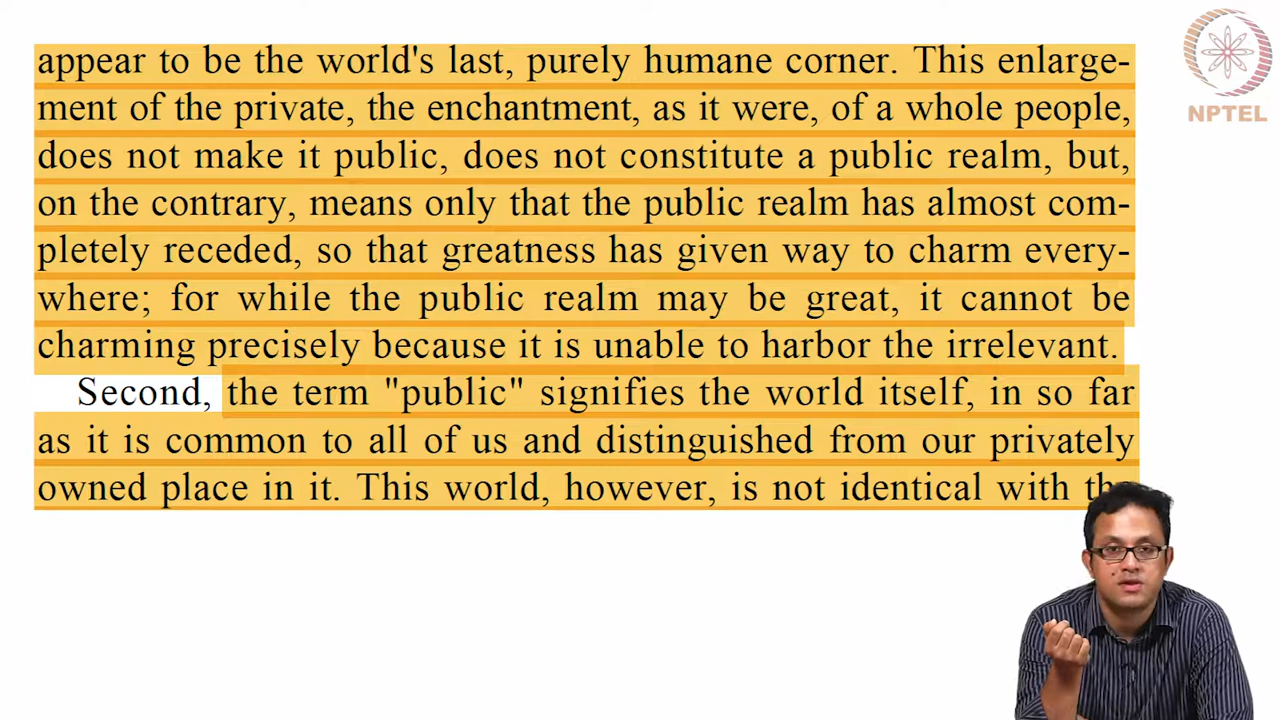 appear to be the world's last, purely humane corner. This enlarge-
ment of the private, the enchantment, as it were, of a whole people,
does not make it public, does not constitute a public realm, but,
on the contrary, means only that the public realm has almost com-
pletely receded, so that greatness has given way to charm every-
where; for while the public realm may be great, it cannot be
charming precisely because it is unable to harbor the irrelevant.
Second, the term "public" signifies the world itself, in so far
as it is common to all of us and distinguished from our privately
owned place in it. This world, however, is not identical with the
NPTEL